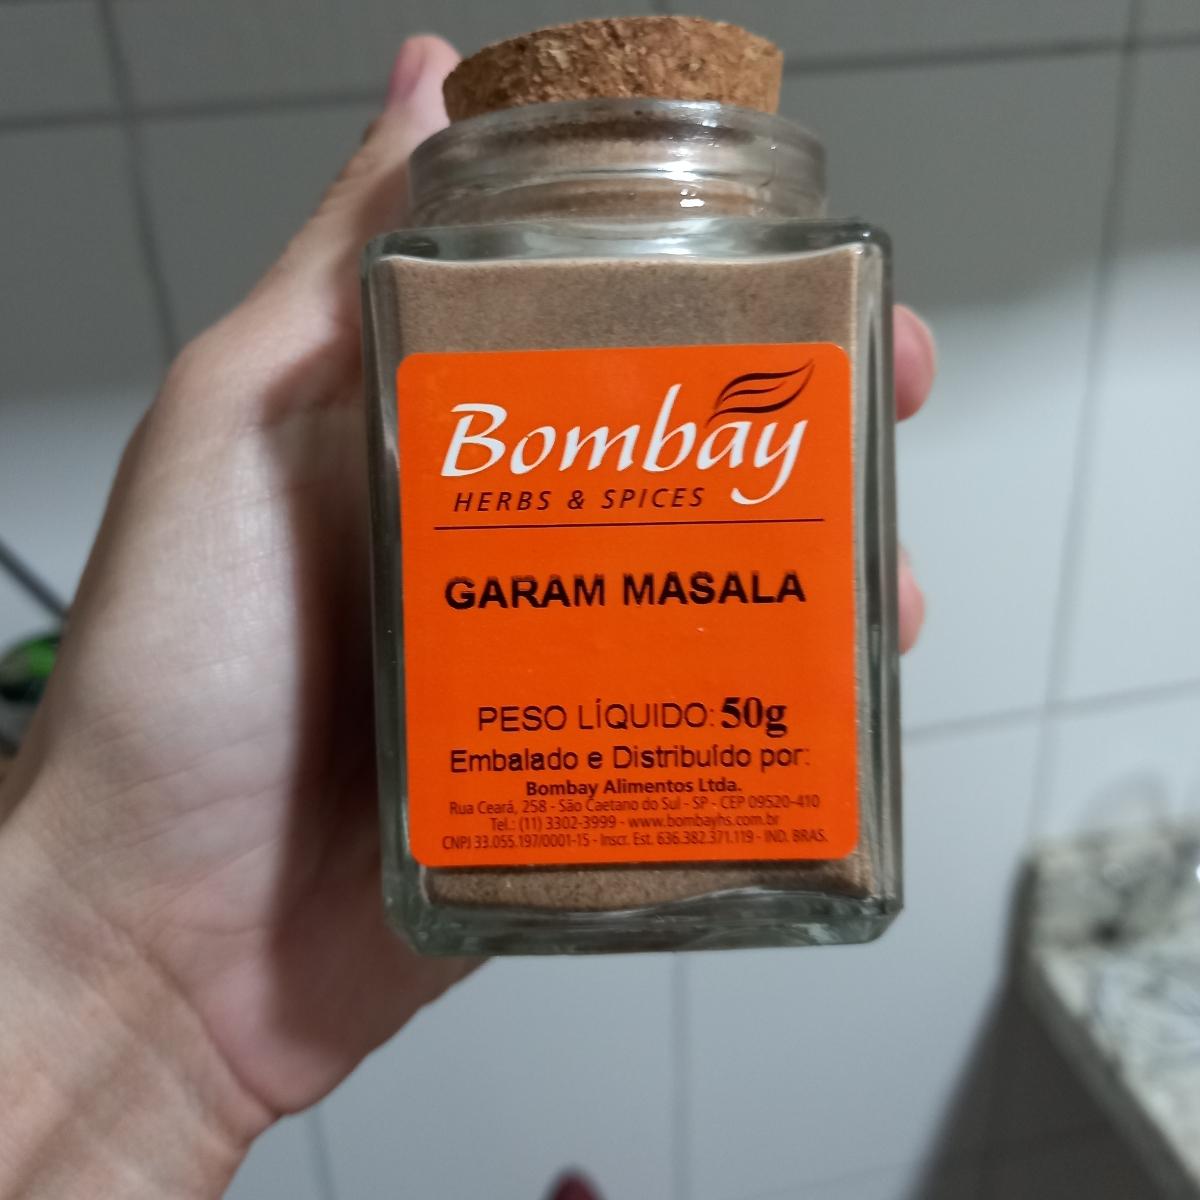 Bombay
HERBS & SPICES
GARAM MASALA
PESO LÍQUIDO: 50g
Embalado e Distribuído por:
Bombay Alimentos Ltda.
Rua Ceará, 258 - São Caetano do Sul - SP - CEP 09520-410
Tel.: (11) 3302-3999 - www.bombayhs.com.br
CNPJ 33.055.197/0001-15 - Inscr. Est. 636.382.371.119 - IND. BRAS.